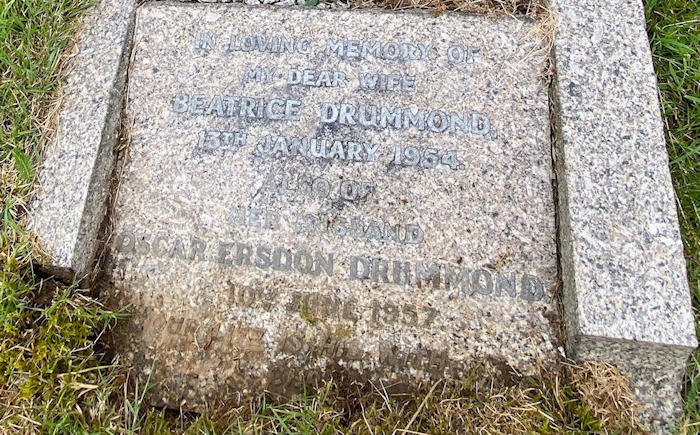 IN LOVING MEMORY OF
MY DEAR WIFE
BEATRICE DRUMMOND,
13TH JANUARY 1954.
ALSO OF
HER HUSBAND
OSCAR ERSDON DRUMMOND,
10TH JUNE 1957